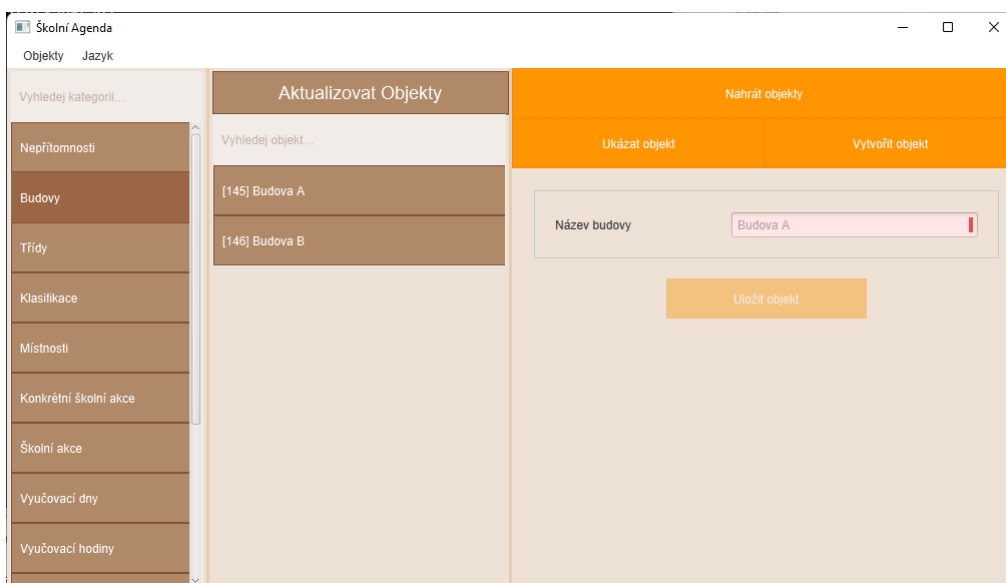 Školní Agenda
Objekty Jazyk
Vyhledej kategorii...
Nepřítomnosti
Budovy
Třídy
Klasifikace
Místnosti
Konkrétní školní akce
Školní akce
Vyučovací dny
Vyučovací hodiny
Aktualizovat Objekty
Vyhledej objekt...
[145] Budova A
[146] Budova B
Nahrát objekty
Ukázat objekt
Vytvořit objekt
Název budovy
Budova A
Uložit objekt